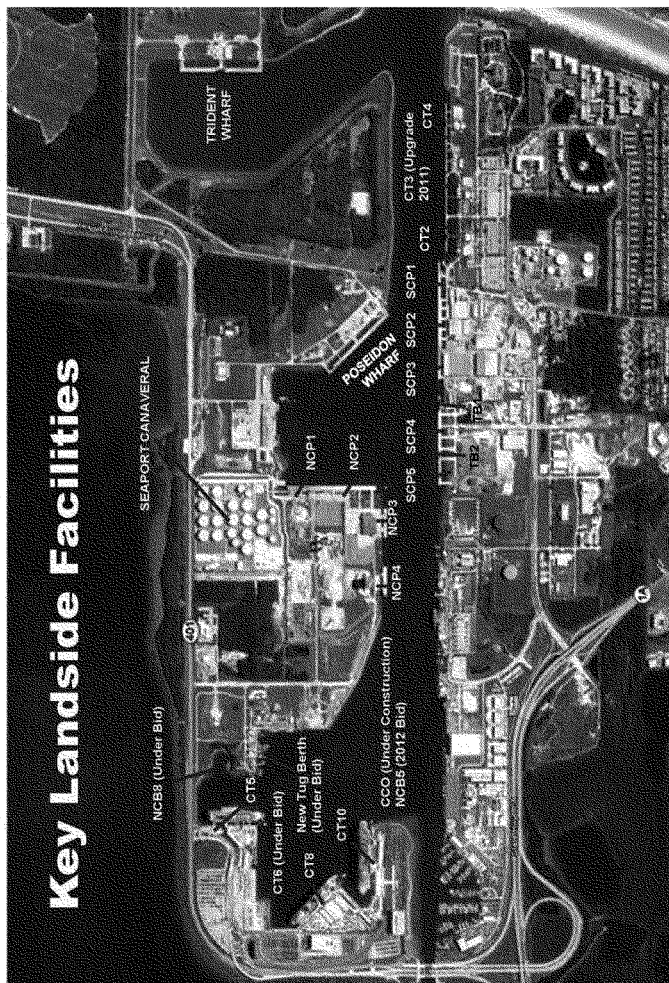 Key Landside Facilities
SEAPORT CANAVERAL
TRIDENT
WHARF
NCB8 (Under Bid)
CT5
CT6 (Under Bid)
New Tug Berth
(Under Bid)
CT8
CT10
CCO (Under Construction)
NCB5 (2012 Bid)
NCP1
NCP2
NCP3
NCP4
POSEIDON
WHARF
SCP5
SCP4
SCP3
SCP2
SCP1
CT2
CT3 (Upgrade
2011)
CT4
TB2
TB1
401